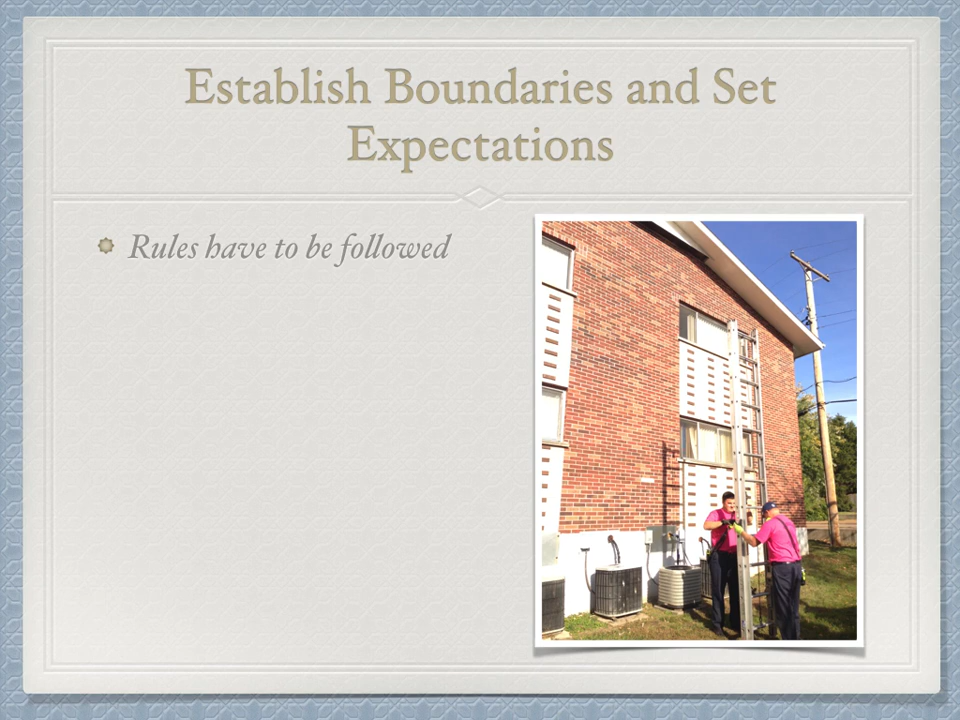 Establish Boundaries and Set
Expectations
Rules have to be followed